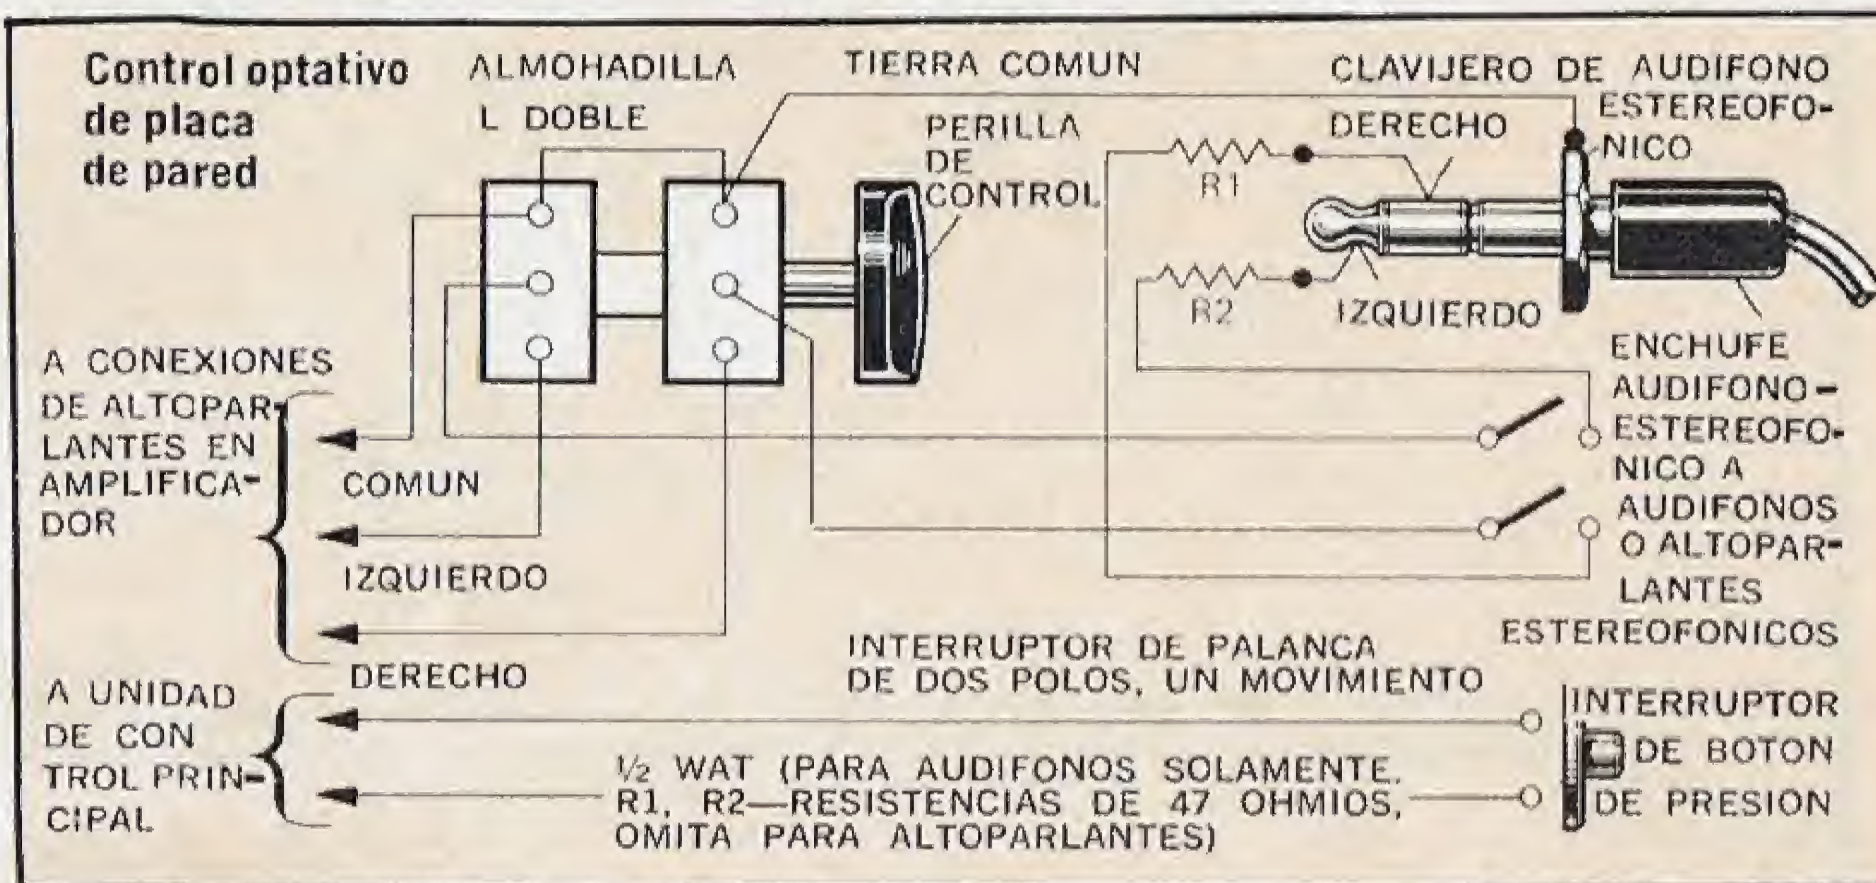 Control optativo
de placa
de pared
ALMOHADILLA
L DOBLE
TIERRA COMUN
PERILLA
DE
CONTROL
CLAVIJERO DE AUDIFONO
ESTEREOFO-
NICO
DERECHO
R1
R2
IZQUIERDO
ENCHUFE
AUDIFONO-
ESTEREOFO-
NICO A
AUDIFONOS
O ALTOPAR-
LANTES
ESTEREOFONICOS
A CONEXIONES
DE ALTOPAR-
LANTES EN
AMPLIFICA-
DOR
COMUN
IZQUIERDO
DERECHO
INTERRUPTOR DE PALANCA
DE DOS POLOS, UN MOVIMIENTO
A UNIDAD
DE CON
TROL PRIN-
CIPAL
½ WAT (PARA AUDIFONOS SOLAMENTE.
R1, R2—RESISTENCIAS DE 47 OHMIOS,
OMITA PARA ALTOPARLANTES)
INTERRUPTOR
DE BOTON
DE PRESION